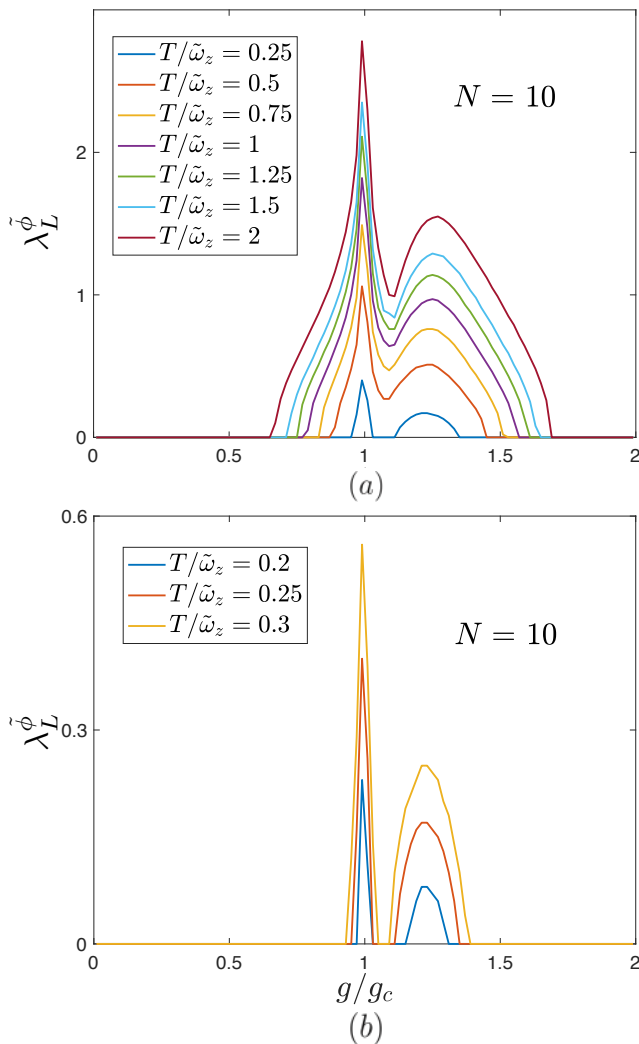 T/ω̃_z = 0.25
T/ω̃_z = 0.5
T/ω̃_z = 0.75
T/ω̃_z = 1
T/ω̃_z = 1.25
T/ω̃_z = 1.5
T/ω̃_z = 2
N = 10
2
1
0
λ_L^ϕ̃
0 0.5 1 1.5 2
(a)
0.6
T/ω̃_z = 0.2
T/ω̃_z = 0.25
T/ω̃_z = 0.3
N = 10
0.3
0
λ_L^ϕ̃
0 0.5 1 1.5 2
g/g_c
(b)